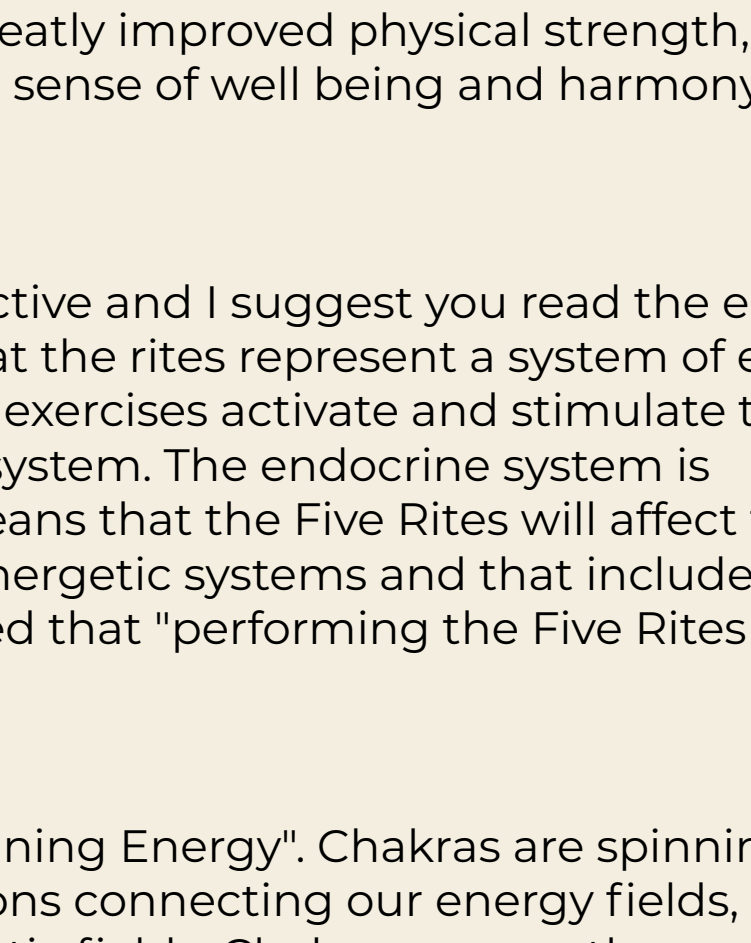 eatly improved physical strength,
sense of well being and harmony
ctive and I suggest you read the e
at the rites represent a system of e
exercises activate and stimulate t
system. The endocrine system is
eans that the Five Rites will affect
nergetic systems and that include
ed that "performing the Five Rites
ning Energy". Chakras are spinnin
ons connecting our energy fields,